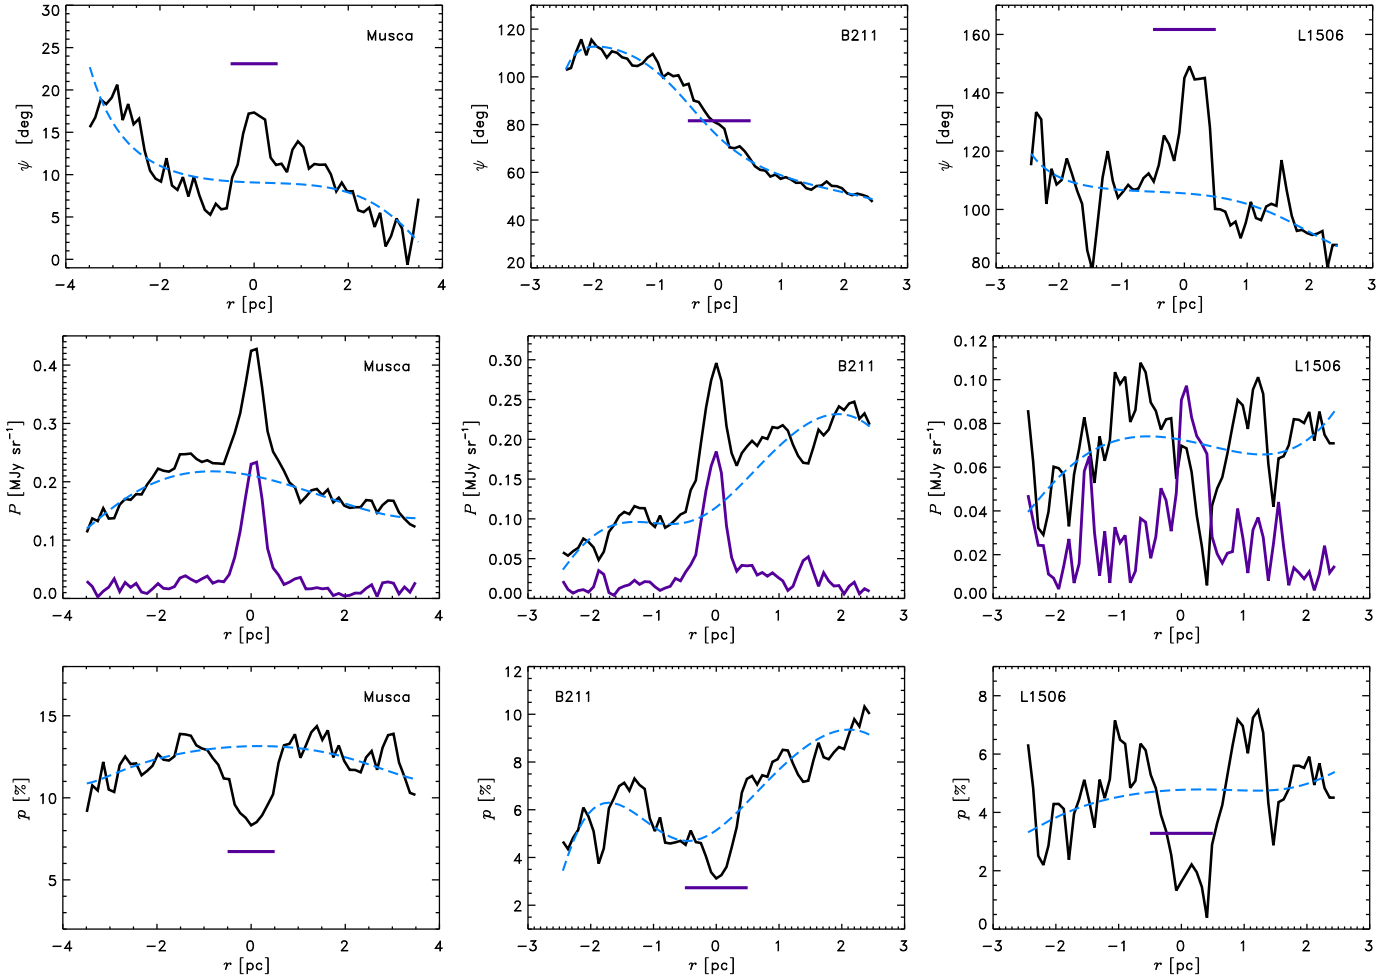 30
25
20
15
10
5
0
ψ [deg]
Musca
−4 −2 0 2 4
r [pc]
120
100
80
60
40
20
ψ [deg]
B211
−3 −2 −1 0 1 2 3
r [pc]
160
140
120
100
80
ψ [deg]
L1506
−3 −2 −1 0 1 2 3
r [pc]
0.4
0.3
0.2
0.1
0.0
P [MJy sr⁻¹]
Musca
−4 −2 0 2 4
r [pc]
0.30
0.25
0.20
0.15
0.10
0.05
0.00
P [MJy sr⁻¹]
B211
−3 −2 −1 0 1 2 3
r [pc]
0.12
0.10
0.08
0.06
0.04
0.02
0.00
P [MJy sr⁻¹]
L1506
−3 −2 −1 0 1 2 3
r [pc]
15
10
5
p [%]
Musca
−4 −2 0 2 4
r [pc]
12
10
8
6
4
2
p [%]
B211
−3 −2 −1 0 1 2 3
r [pc]
8
6
4
2
0
p [%]
L1506
−3 −2 −1 0 1 2 3
r [pc]